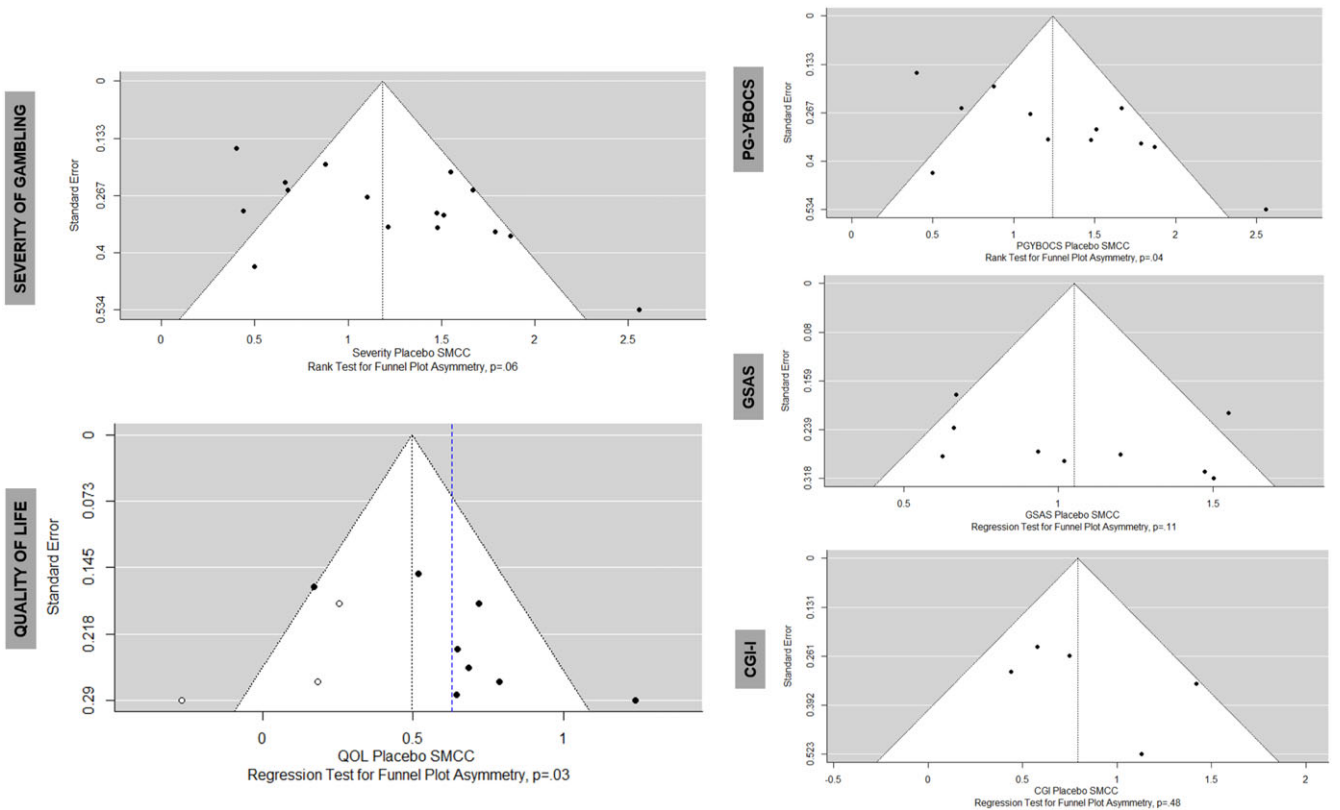 SEVERITY OF GAMBLING
Standard Error
0
0.133
0.267
0.4
0.534
0 0.5 1 1.5 2 2.5
Severity Placebo SMCC
Rank Test for Funnel Plot Asymmetry, p=.06
QUALITY OF LIFE
Standard Error
0
0.073
0.145
0.218
0.29
0 0.5 1
QOL Placebo SMCC
Regression Test for Funnel Plot Asymmetry, p=.03
PG-YBOCS
Standard Error
0
0.133
0.267
0.4
0.534
0 0.5 1 1.5 2 2.5
PGYBOCS Placebo SMCC
Rank Test for Funnel Plot Asymmetry, p=.04
GSAS
Standard Error
0
0.08
0.159
0.239
0.318
0.5 1 1.5
GSAS Placebo SMCC
Regression Test for Funnel Plot Asymmetry, p=.11
CGI-I
Standard Error
0
0.131
0.261
0.392
0.523
-0.5 0 0.5 1 1.5 2
CGI Placebo SMCC
Regression Test for Funnel Plot Asymmetry, p=.48